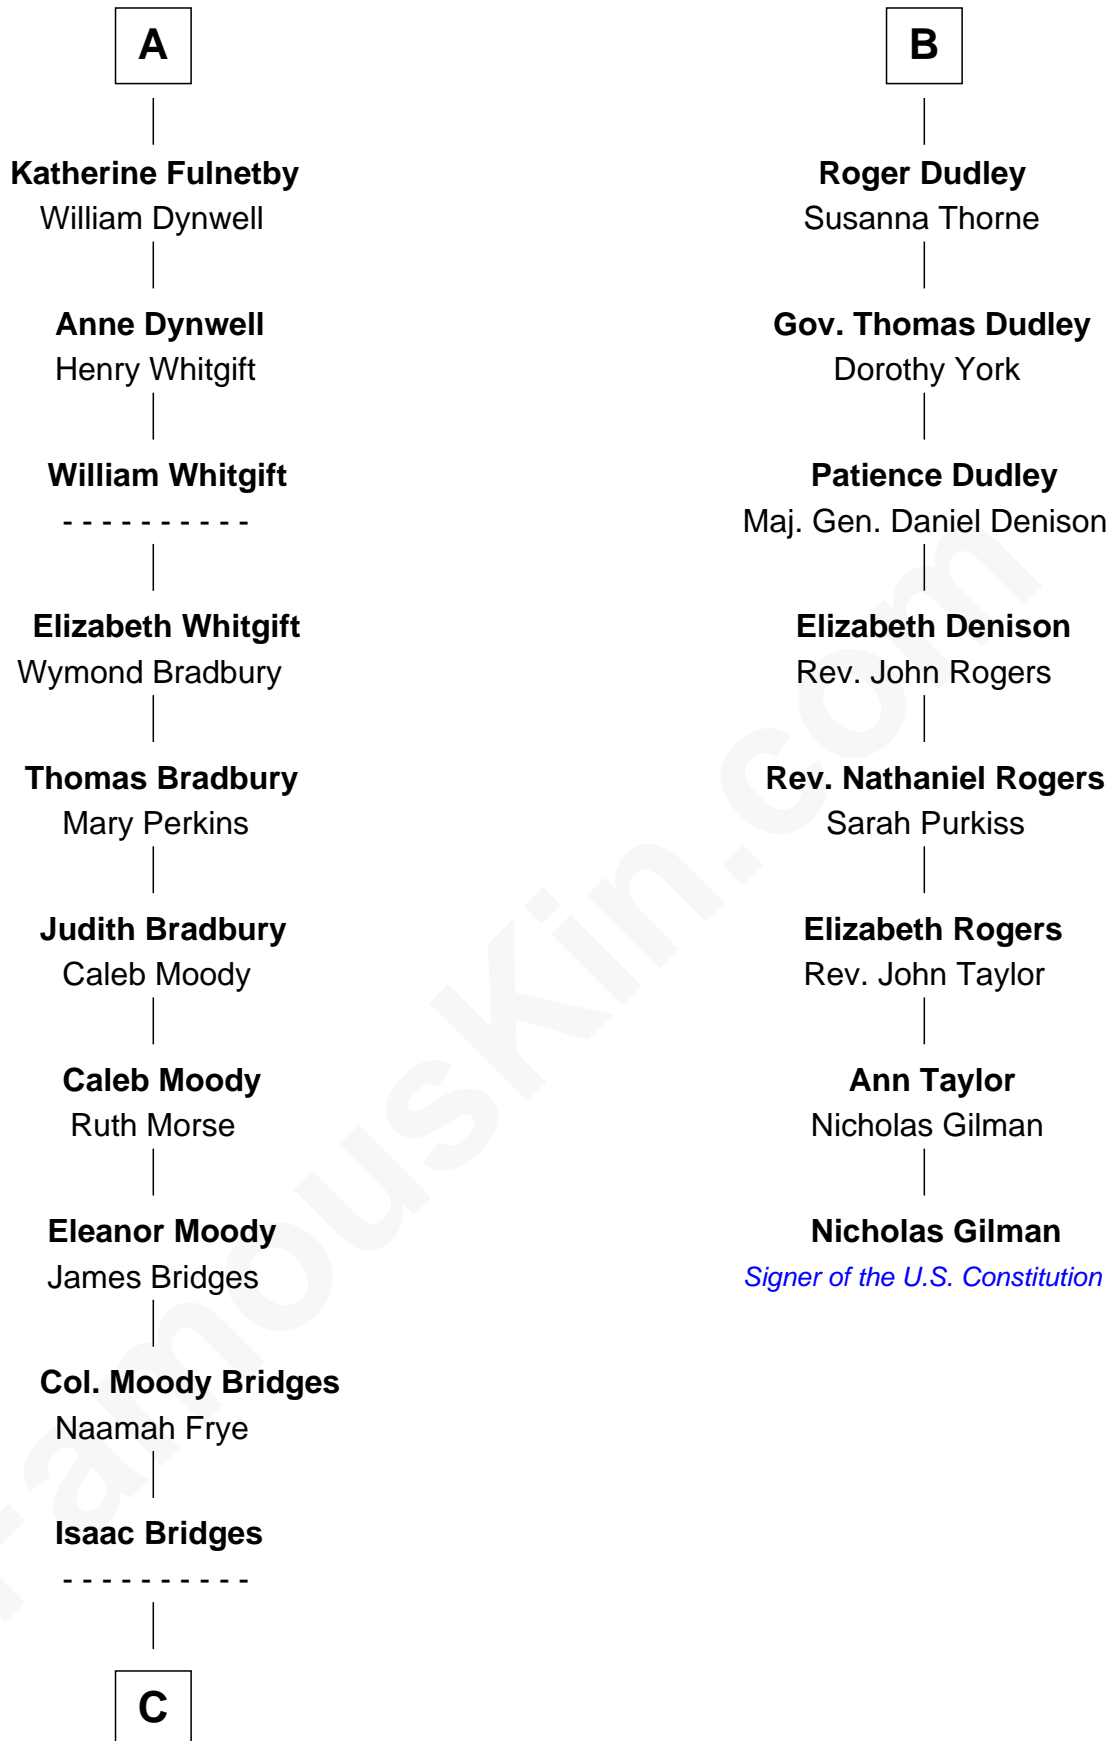 A
Katherine Fulnetby
William Dynwell
Anne Dynwell
Henry Whitgift
William Whitgift
- - - - - - - - - -
Elizabeth Whitgift
Wymond Bradbury
Thomas Bradbury
Mary Perkins
Judith Bradbury
Caleb Moody
Caleb Moody
Ruth Morse
Eleanor Moody
James Bridges
Col. Moody Bridges
Naamah Frye
Isaac Bridges
- - - - - - - - - -
C
B
Roger Dudley
Susanna Thorne
Gov. Thomas Dudley
Dorothy York
Patience Dudley
Maj. Gen. Daniel Denison
Elizabeth Denison
Rev. John Rogers
Rev. Nathaniel Rogers
Sarah Purkiss
Elizabeth Rogers
Rev. John Taylor
Ann Taylor
Nicholas Gilman
Nicholas Gilman
Signer of the U.S. Constitution
FamousKin.com